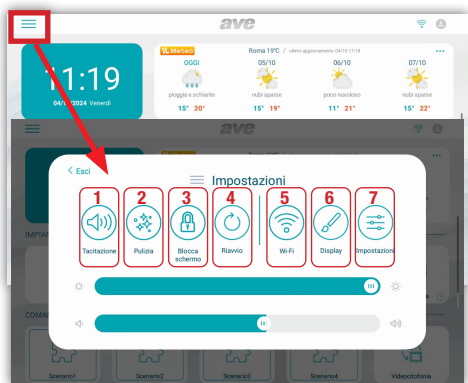 ave
11:19
04/10/2024 Venerdì
Meteo
Roma 19°C / ultimo aggiornamento: 04/10 11:18
OGGI
05/10
06/10
07/10
pioggia e schiarite
nubi sparse
poco nuvoloso
nubi sparse
15° 20°
15° 19°
11° 21°
15° 22°
ave
Esci
Impostazioni
1 2 3 4 5 6 7
Tacitazione
Pulizia
Blocca
schermo
Riavvio
Wi-Fi
Display
Impostazioni
IMPIAN
COMAN
Scenario1
Scenario2
Scenario3
Scenario4
Videocitofonia